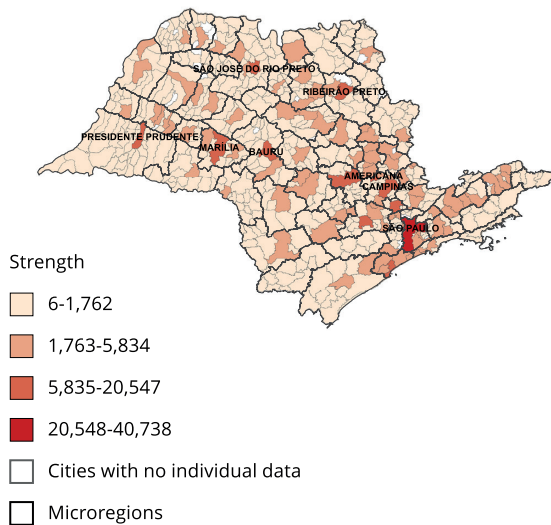 SÃO JOSÉ DO RIO PRETO
RIBEIRÃO PRETO
PRESIDENTE PRUDENTE
MARÍLIA
BAURU
AMERICANA
CAMPINAS
SÃO PAULO
Strength
6-1,762
1,763-5,834
5,835-20,547
20,548-40,738
Cities with no individual data
Microregions